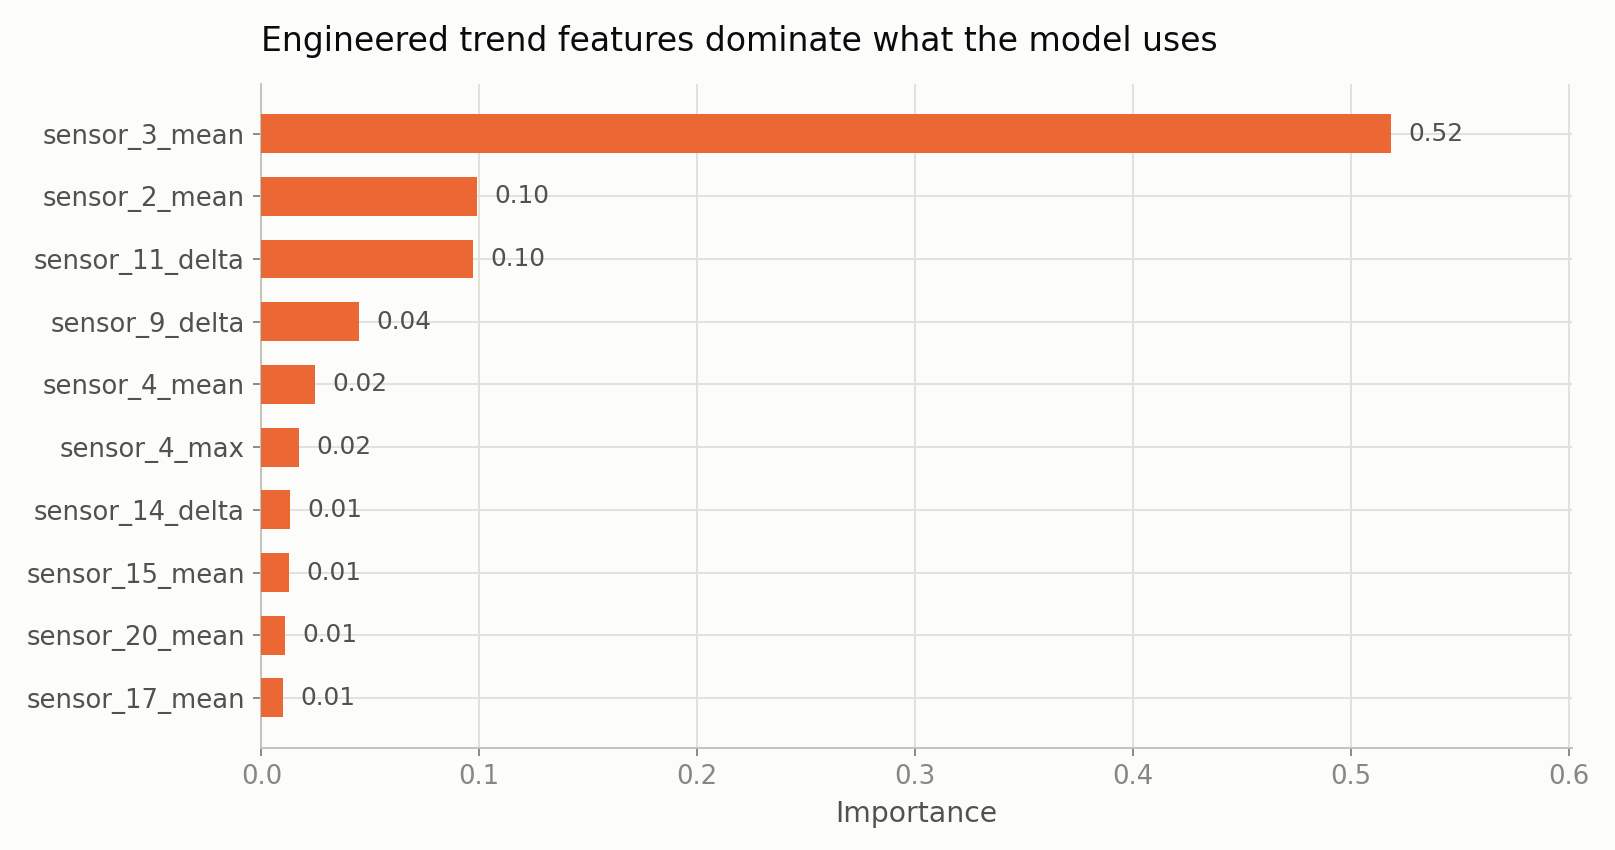 Engineered trend features dominate what the model uses
sensor_3_mean 0.52
sensor_2_mean 0.10
sensor_11_delta 0.10
sensor_9_delta 0.04
sensor_4_mean 0.02
sensor_4_max 0.02
sensor_14_delta 0.01
sensor_15_mean 0.01
sensor_20_mean 0.01
sensor_17_mean 0.01
0.0 0.1 0.2 0.3 0.4 0.5 0.6
Importance